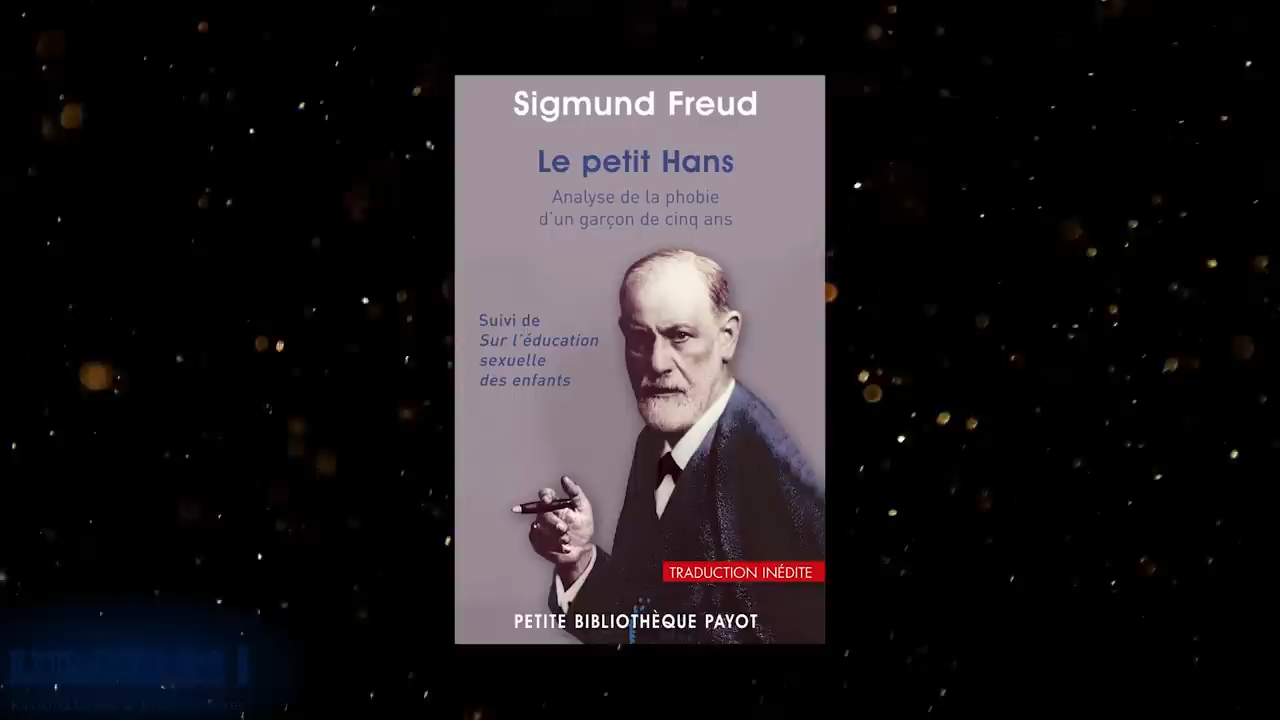 Sigmund Freud
Le petit Hans
Analyse de la phobie
d'un garçon de cinq ans
Suivi de
Sur l'éducation
sexuelle
des enfants
TRADUCTION INÉDITE
PETITE BIBLIOTHÈQUE PAYOT